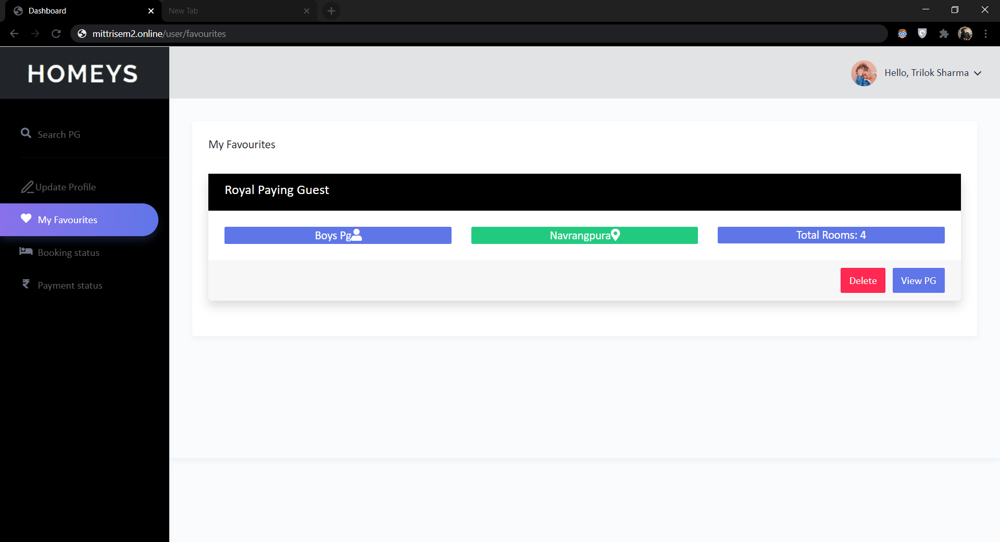 Dashboard
New Tab
mittrisem2.online/user/favourites
HOMEYS
Hello, Trilok Sharma
Search PG
Update Profile
My Favourites
Booking status
Payment status
My Favourites
Royal Paying Guest
Boys Pg
Navrangpura
Total Rooms: 4
Delete
View PG